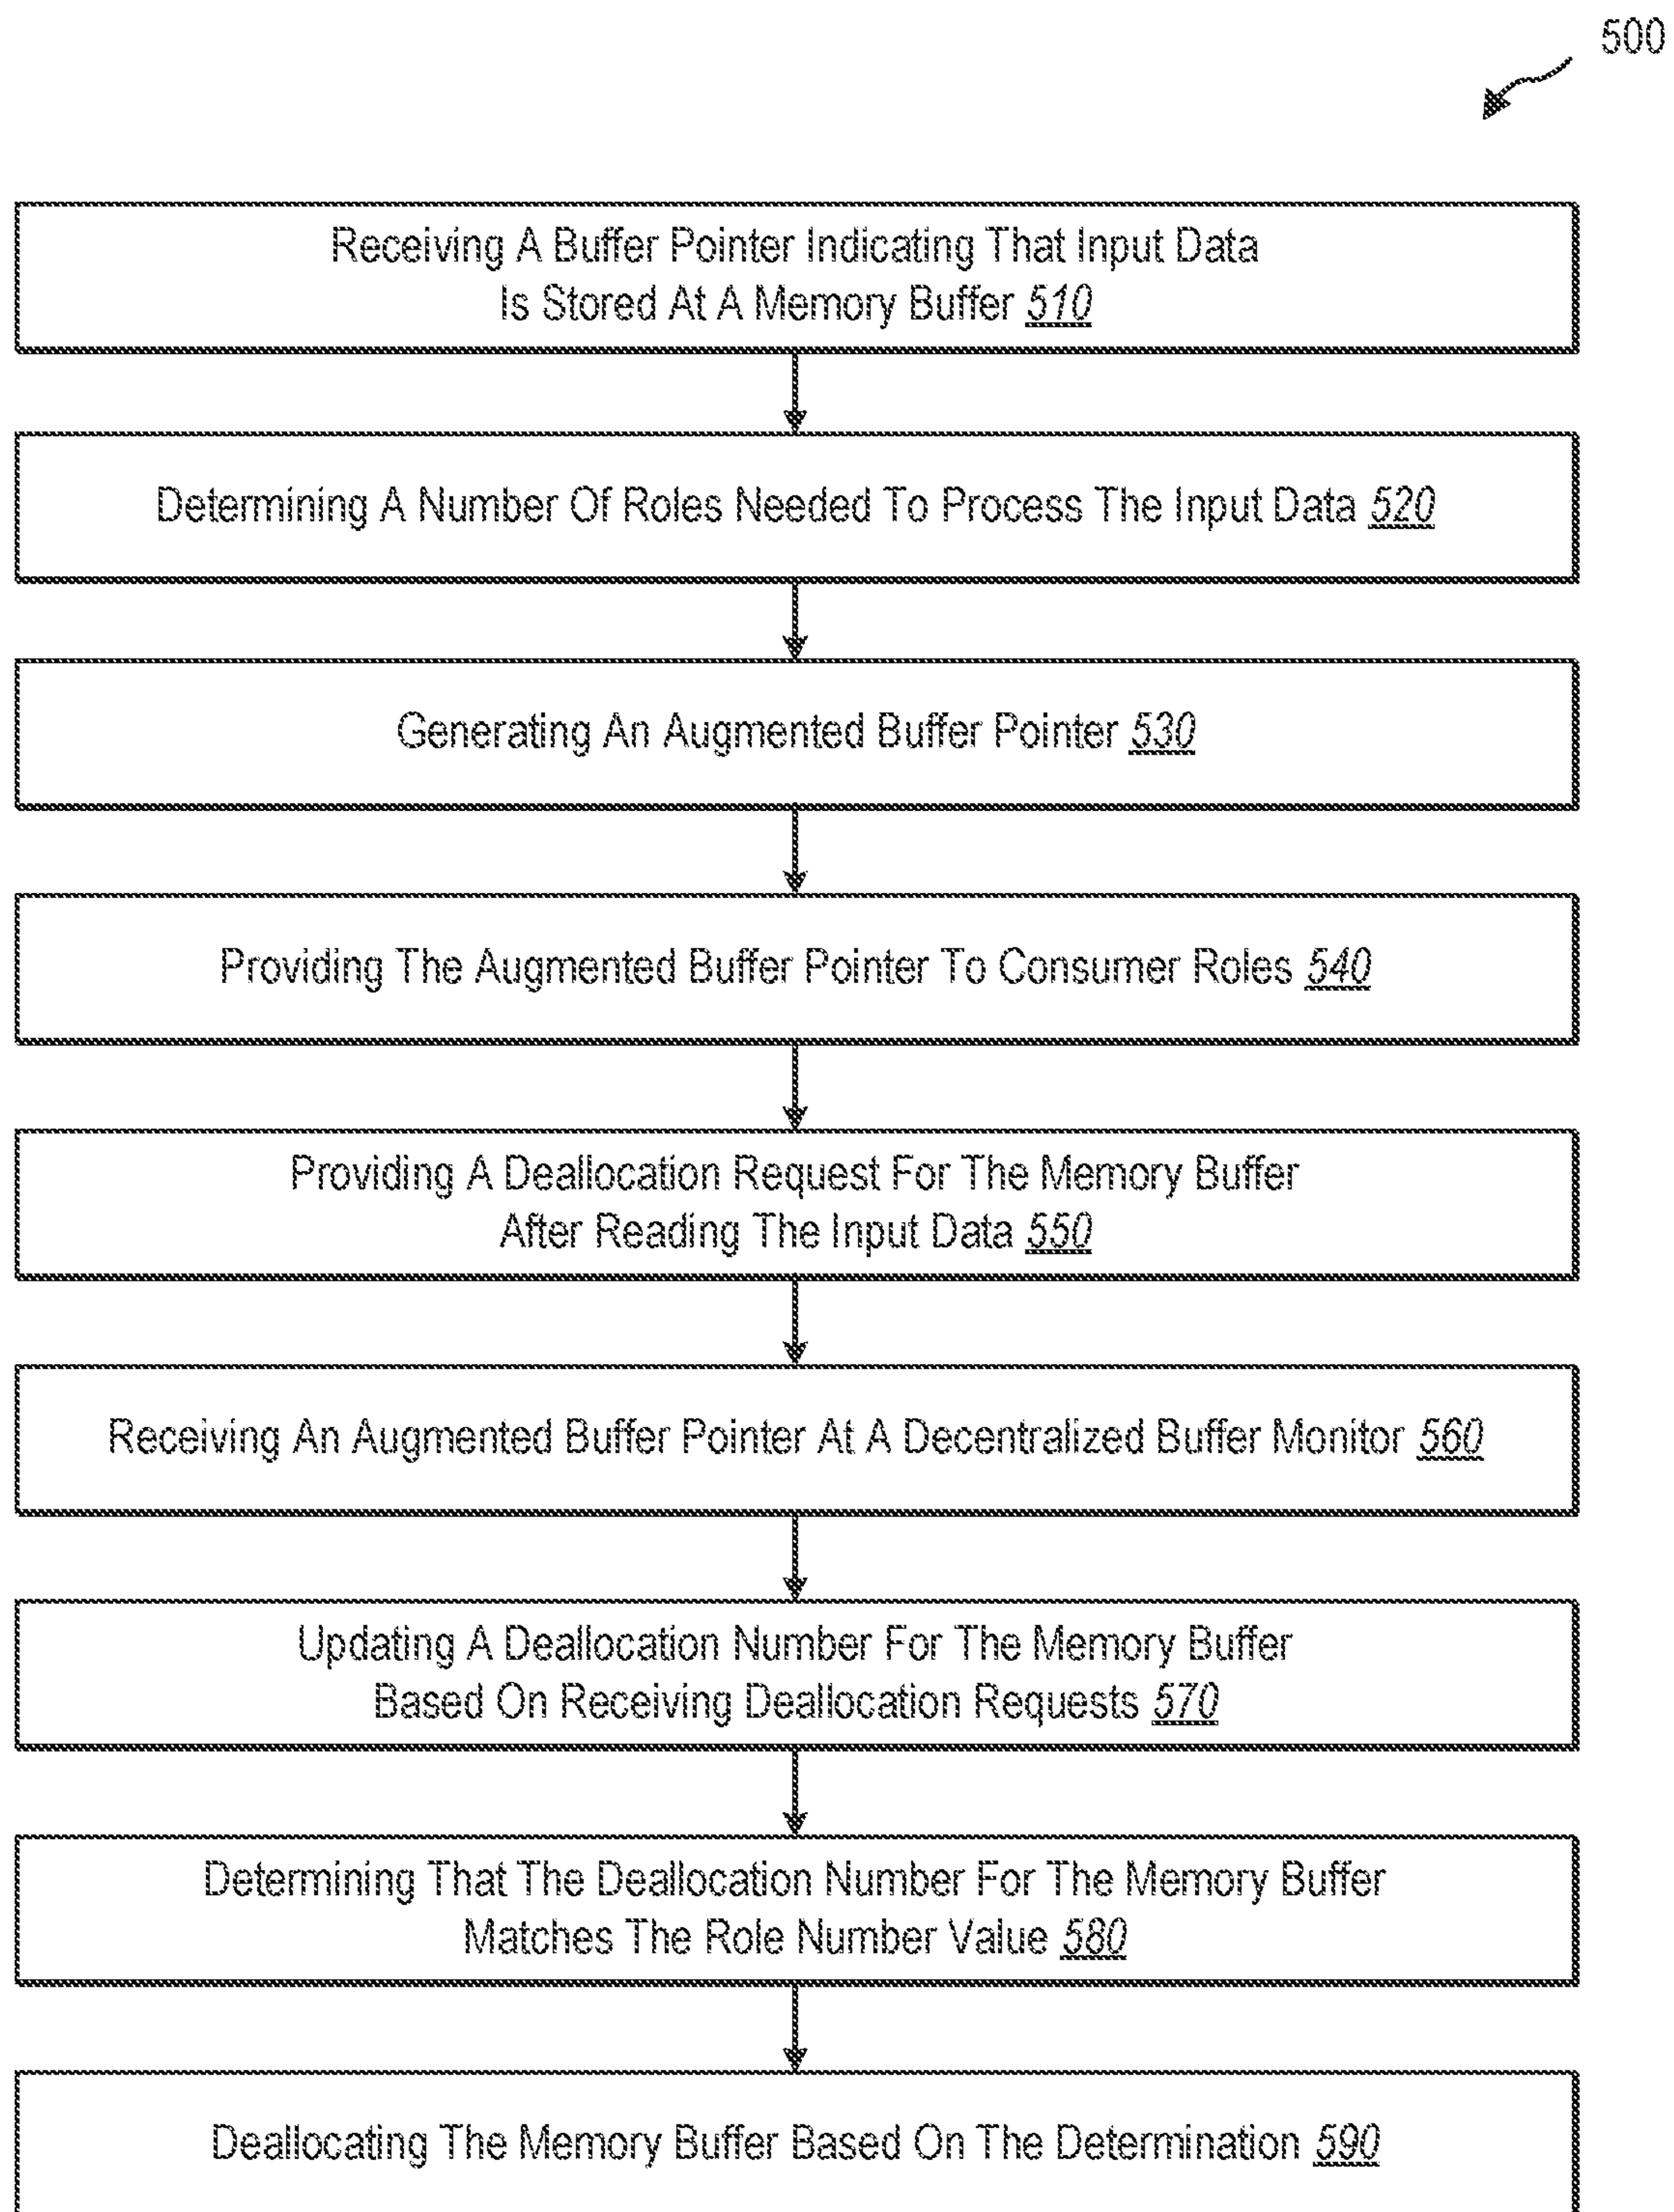 500
Receiving A Buffer Pointer Indicating That Input Data
Is Stored At A Memory Buffer 510
Determining A Number Of Roles Needed To Process The Input Data 520
Generating An Augmented Buffer Pointer 530
Providing The Augmented Buffer Pointer To Consumer Roles 540
Providing A Deallocation Request For The Memory Buffer
After Reading The Input Data 550
Receiving An Augmented Buffer Pointer At A Decentralized Buffer Monitor 560
Updating A Deallocation Number For The Memory Buffer
Based On Receiving Deallocation Requests 570
Determining That The Deallocation Number For The Memory Buffer
Matches The Role Number Value 580
Deallocating The Memory Buffer Based On The Determination 590